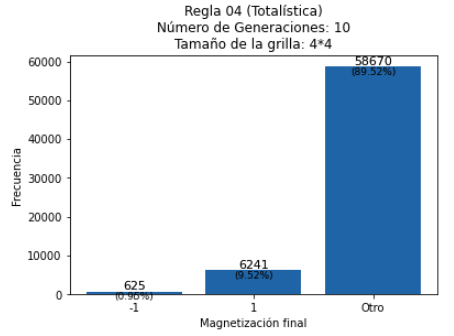 Regla 04 (Totalística)
Número de Generaciones: 10
Tamaño de la grilla: 4*4
60000
50000
40000
30000
20000
10000
0
Frecuencia
625
(0.95%)
6241
(9.52%)
58670
(89.52%)
-1
1
Otro
Magnetización final